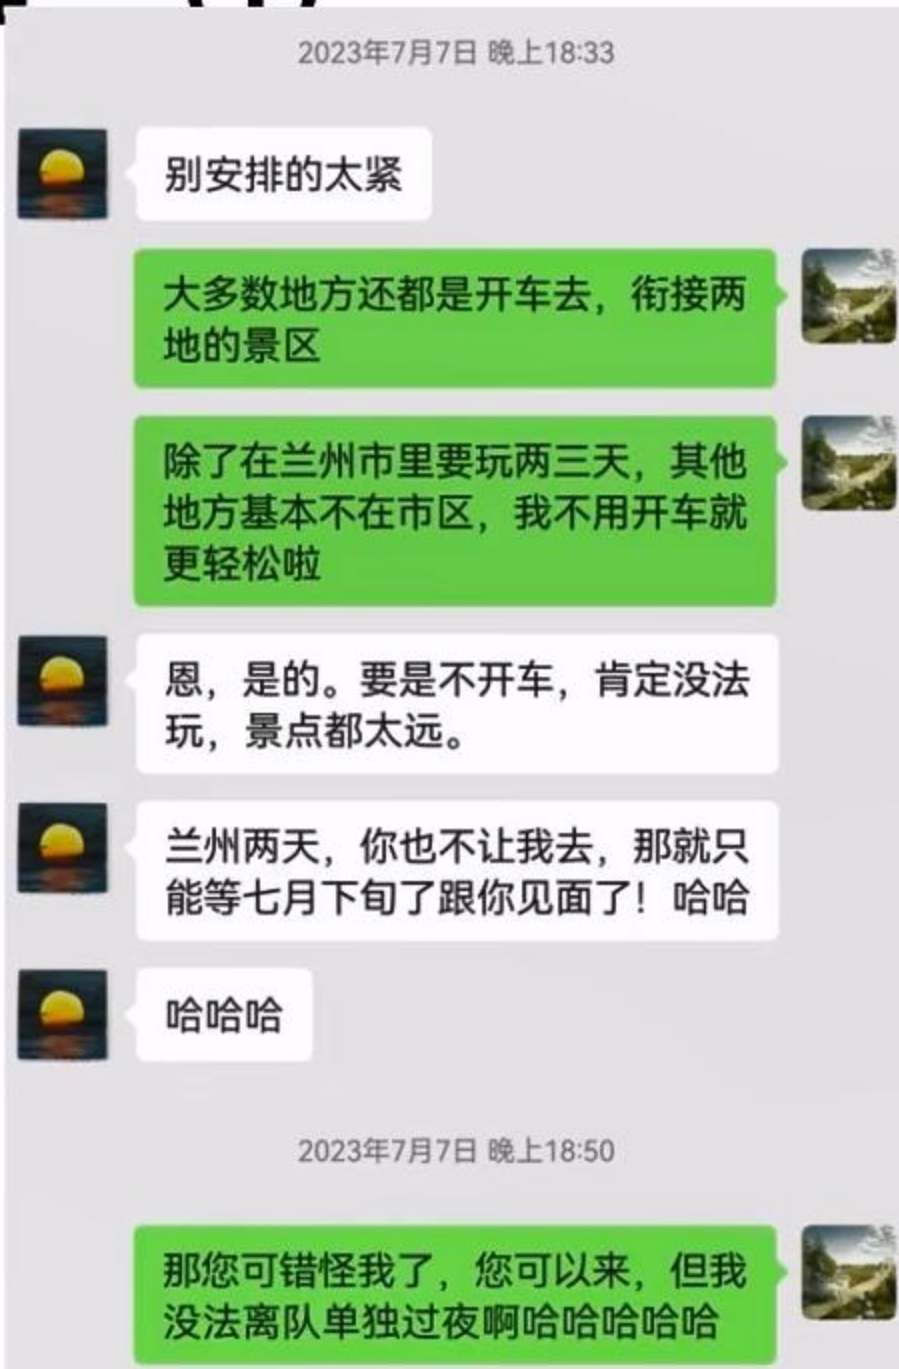 2023年7月7日 晚上18:33
别安排的太紧
大多数地方还都是开车去，衔接两
地的景区
除了在兰州市里要玩两三天，其他
地方基本不在市区，我不用开车就
更轻松啦
恩，是的。要是不开车，肯定没法
玩，景点都太远。
兰州两天，你也不让我去，那就只
能等七月下旬了跟你见面了！哈哈
哈哈哈
2023年7月7日 晚上18:50
那您可错怪我了，您可以来，但我
没法离队单独过夜啊哈哈哈哈哈